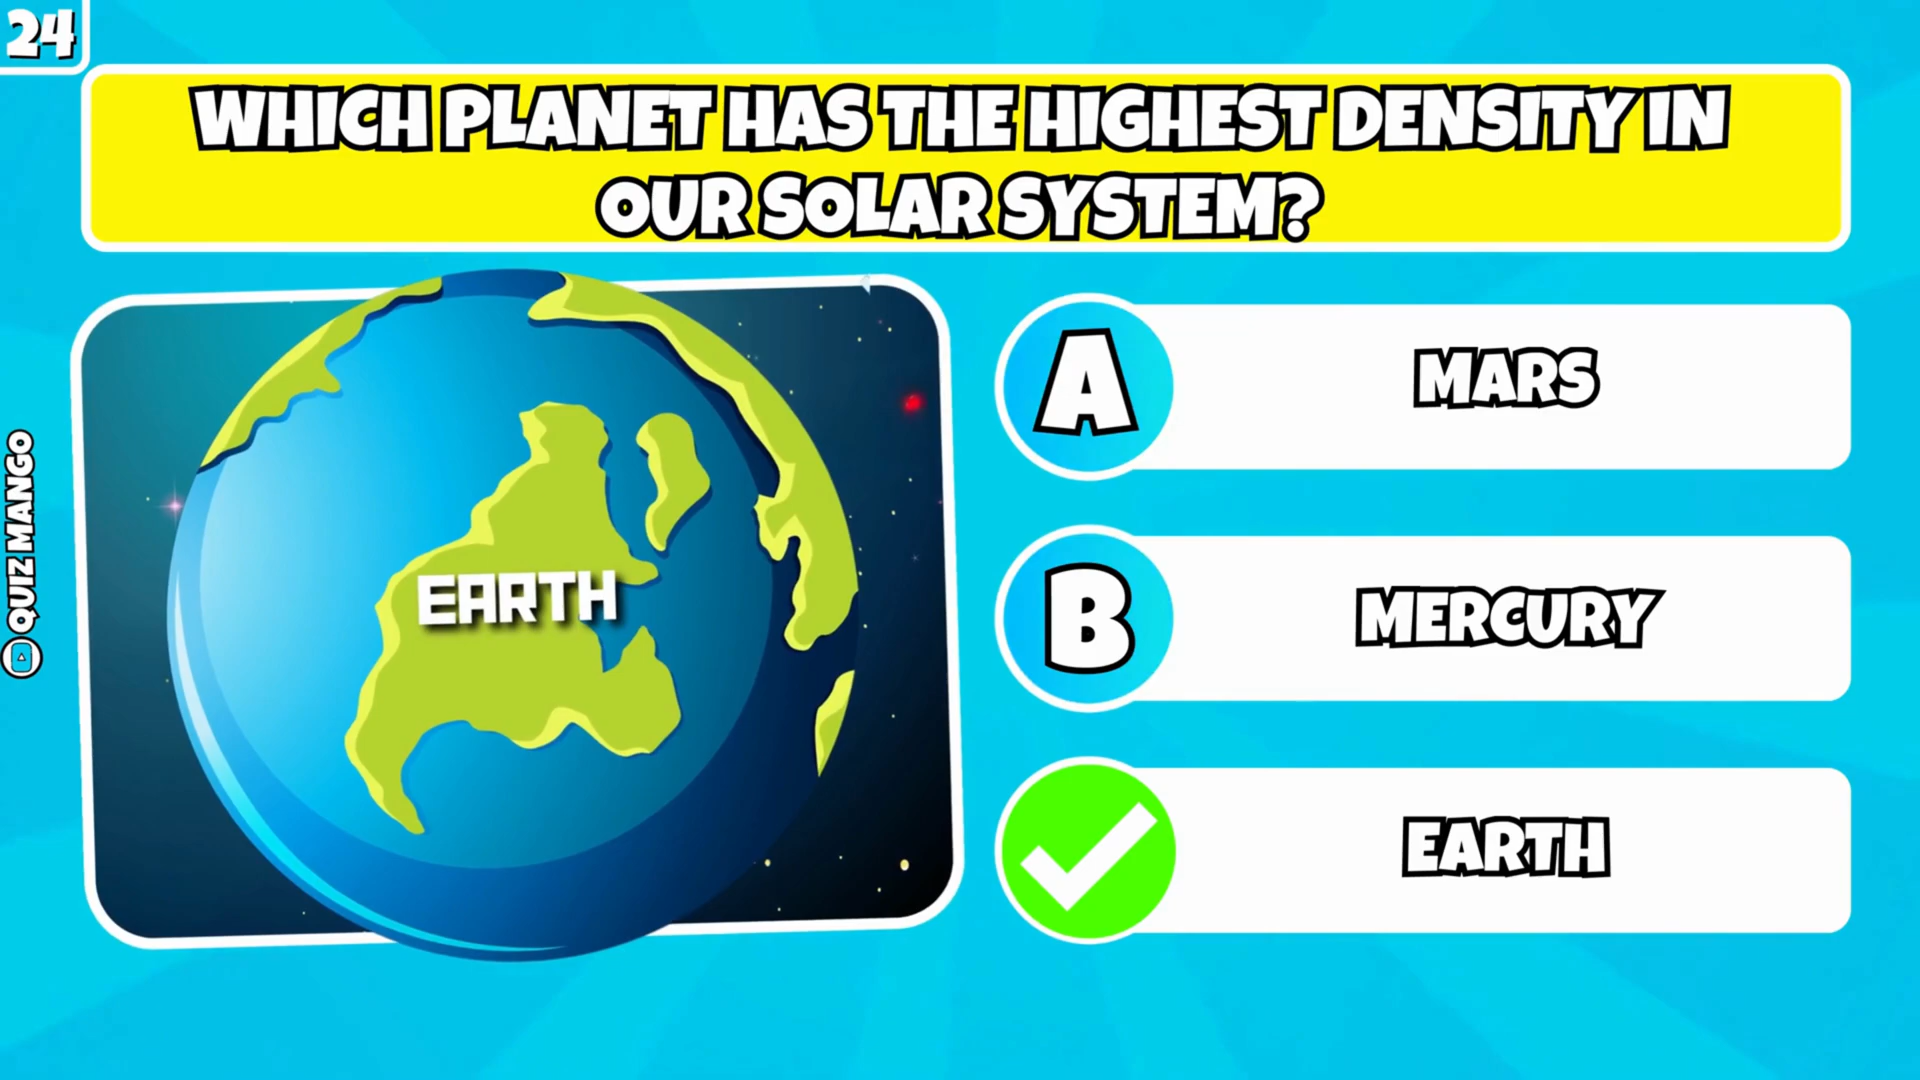 24
WHICH PLANET HAS THE HIGHEST DENSITY IN
OUR SOLAR SYSTEM?
EARTH
A
MARS
B
MERCURY
EARTH
QUIZ MANGO